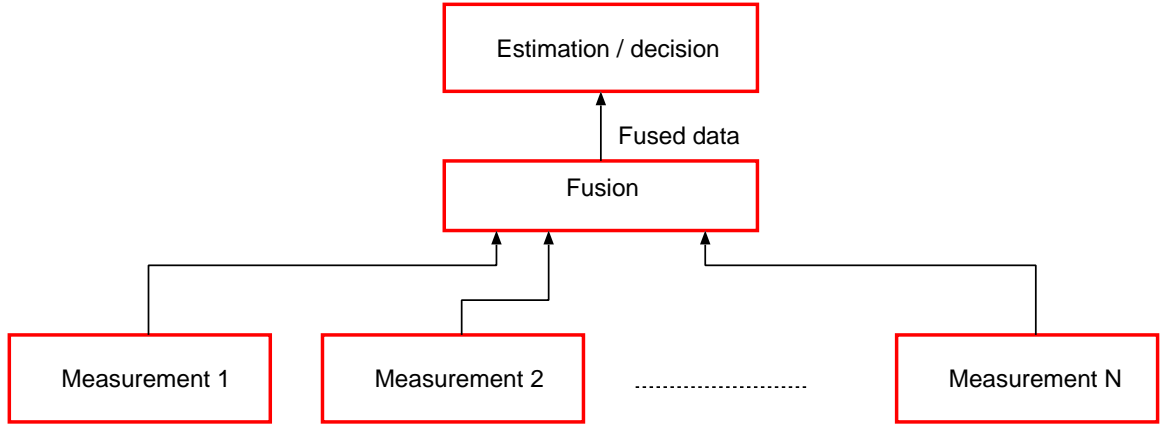 Estimation / decision
Fused data
Fusion
Measurement 1
Measurement 2
Measurement N